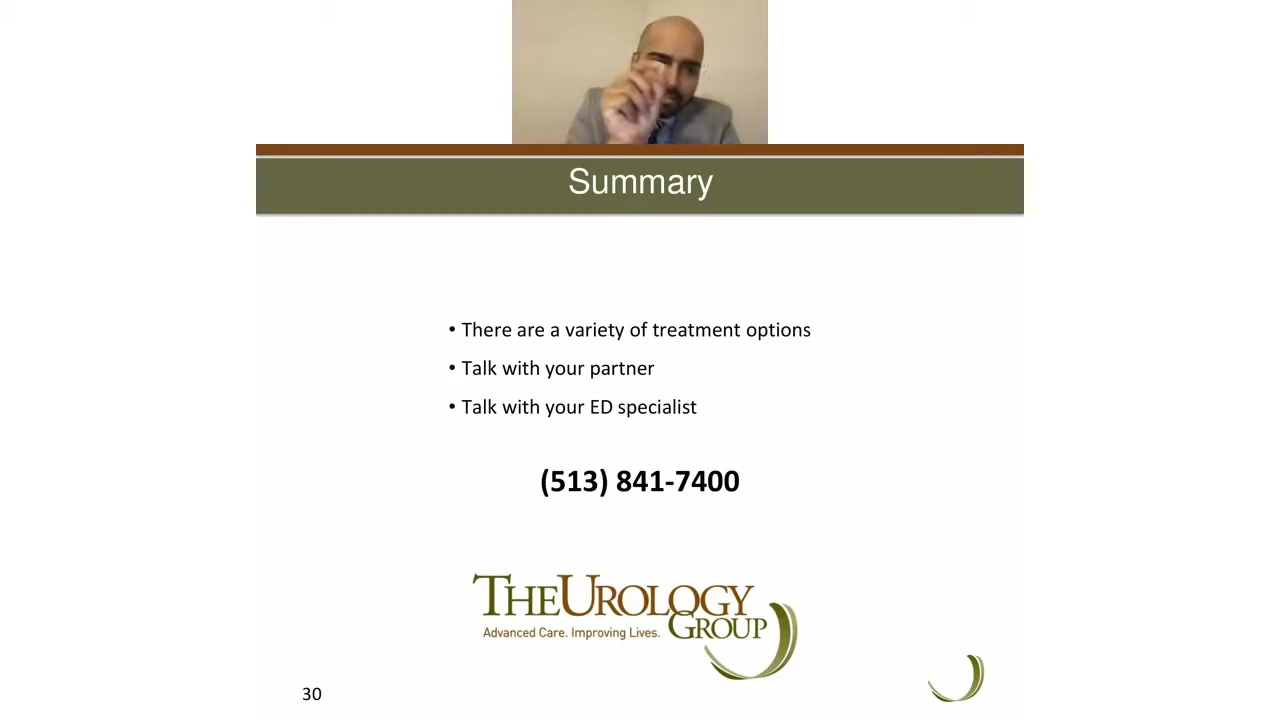 Summary
• There are a variety of treatment options
• Talk with your partner
• Talk with your ED specialist
(513) 841-7400
THEUROLOGY
GROUP
Advanced Care. Improving Lives.
30